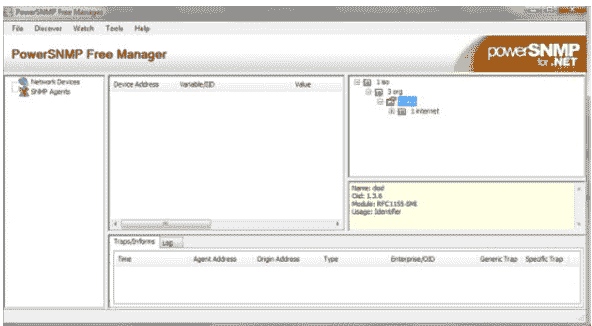 PowerSNMP Free Manager
File Discover Watch Tools Help
PowerSNMP Free Manager
powerSNMP
for .NET
Network Devices
SNMP Agents
Device Address Variable/OID Value
1 iso
3 org
1 internet
Name: dod
Oid: 1.3.6
Module: RFC1155-SMI
Usage: Identifier
Traps/Informs Log
Time Agent Address Origin Address Type Enterprise/OID Generic Trap Specific Trap